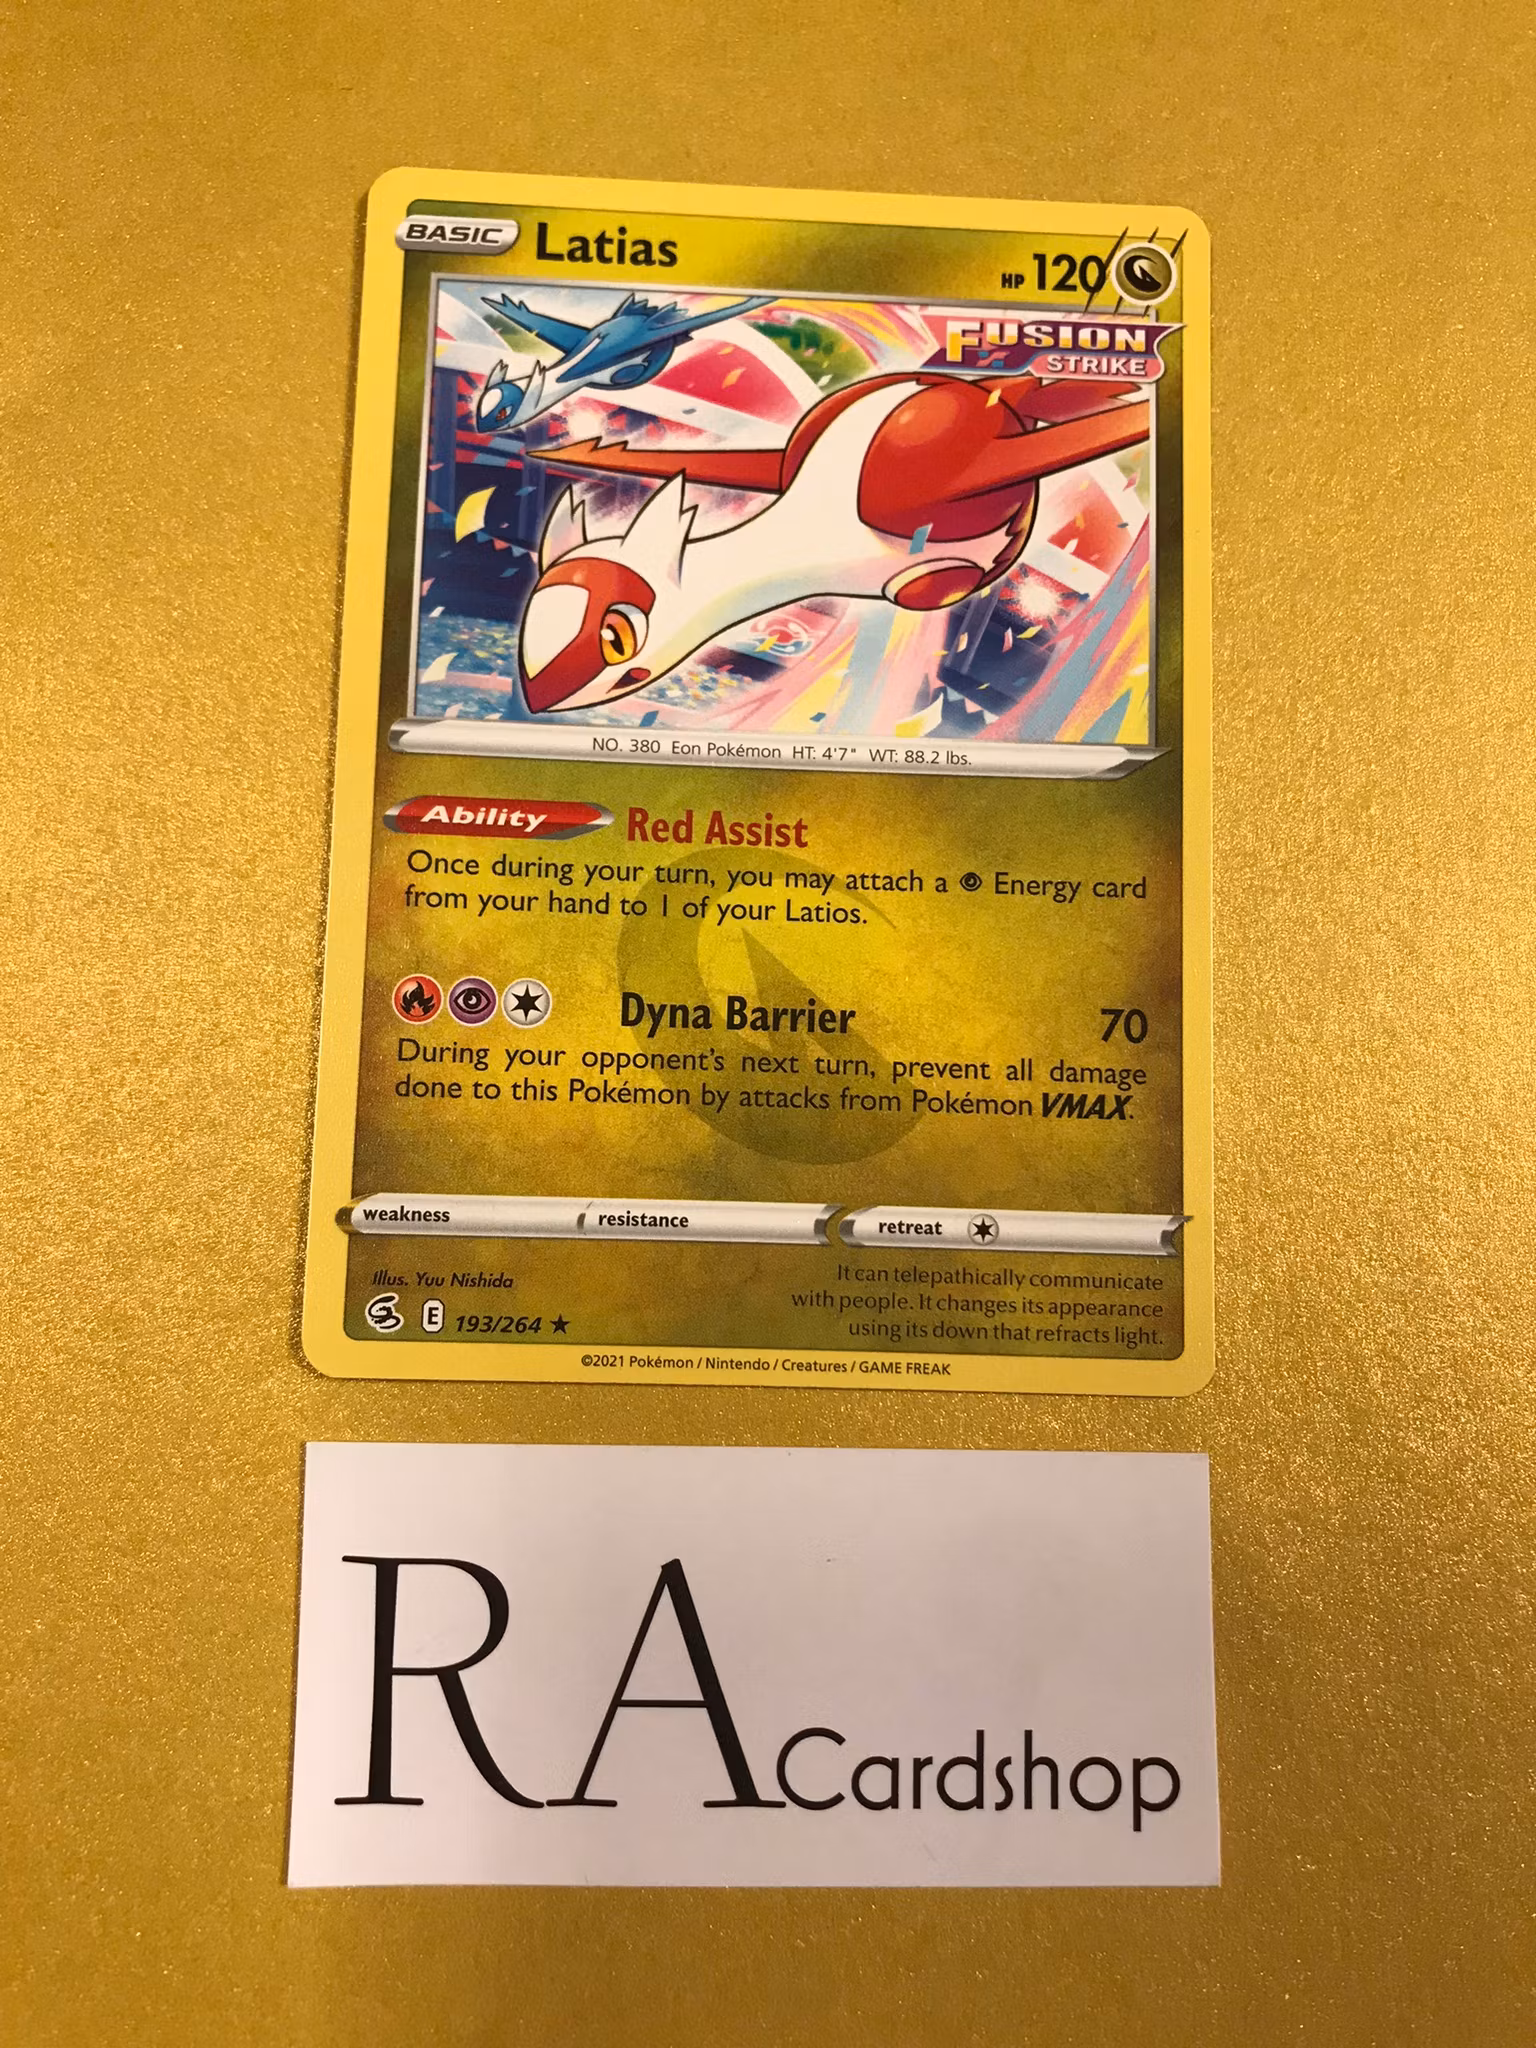 BASIC Latias HP 120
FUSION
STRIKE
NO. 380 Eon Pokémon HT: 4'7" WT: 88.2 lbs.
Ability Red Assist
Once during your turn, you may attach a Energy card
from your hand to 1 of your Latios.
Dyna Barrier 70
During your opponent's next turn, prevent all damage
done to this Pokémon by attacks from Pokémon VMAX.
weakness resistance retreat
Illus. Yuu Nishida
It can telepathically communicate
with people. It changes its appearance
using its down that refracts light.
E 193/264 ★
©2021 Pokémon / Nintendo / Creatures / GAME FREAK
RA Cardshop